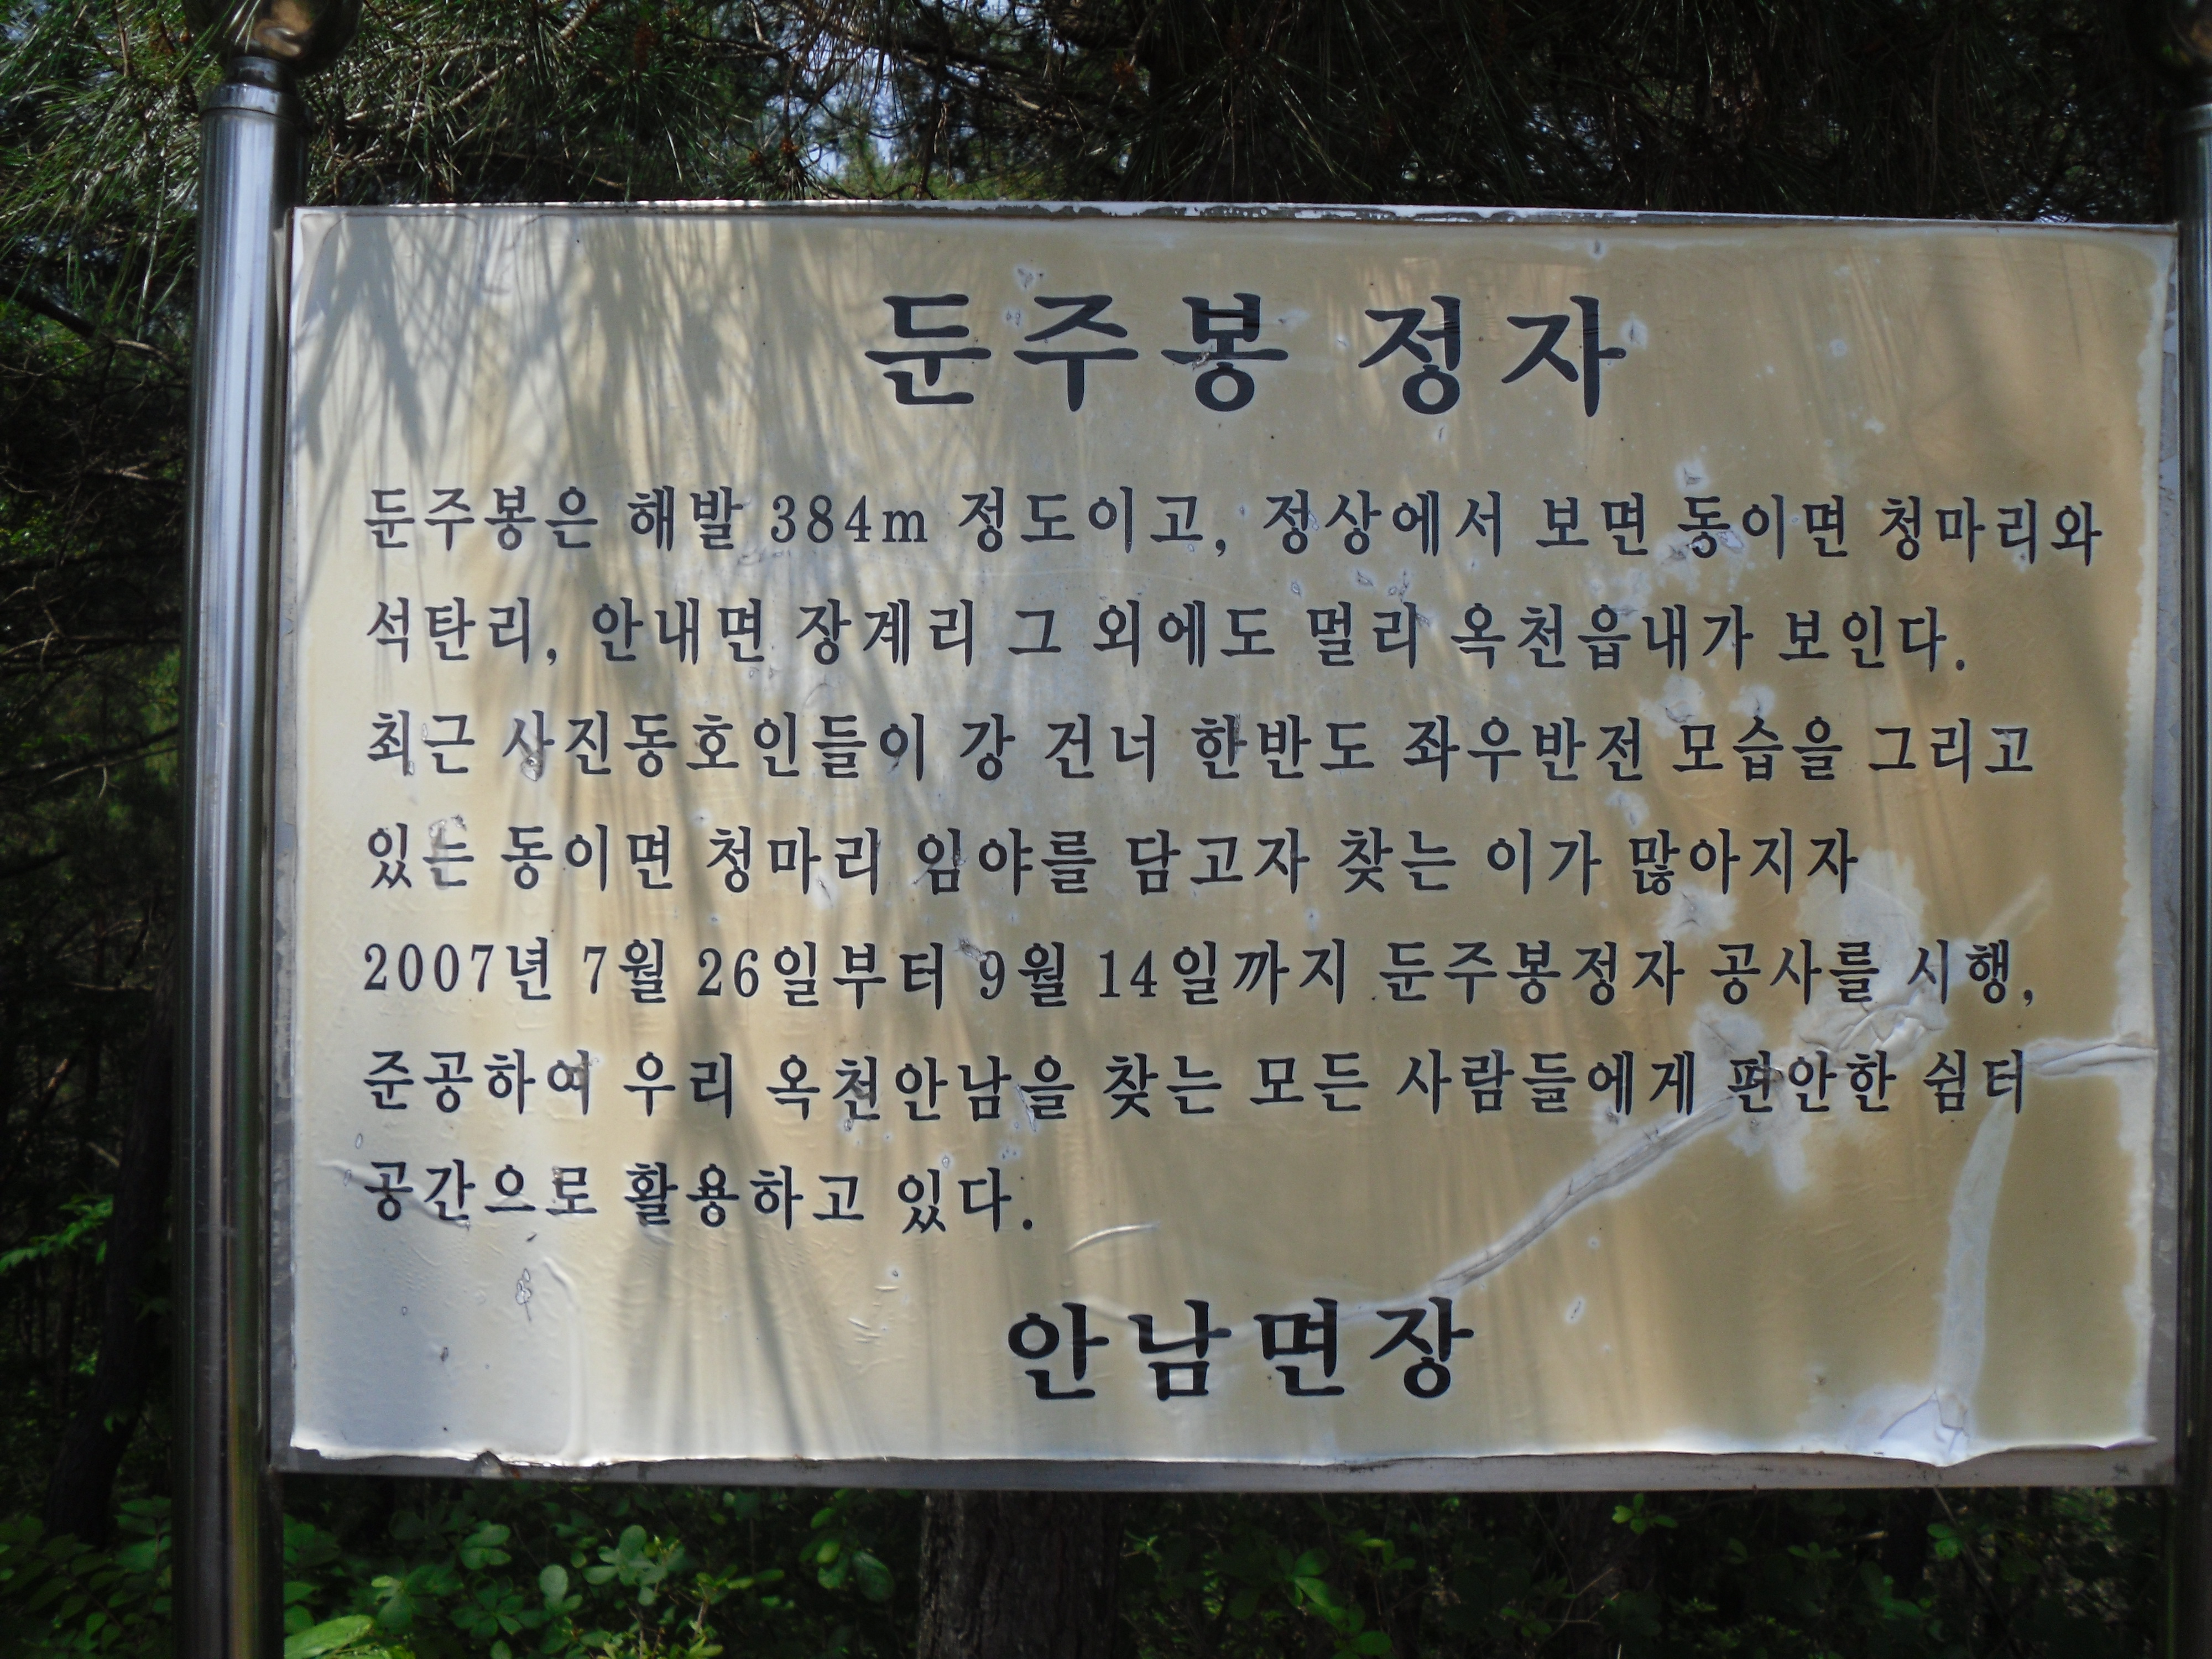 둔주봉 정자
둔주봉은 해발 384m 정도이고, 정상에서 보면 동이면 청마리와
석탄리, 안내면 장계리 그 외에도 멀리 옥천읍내가 보인다.
최근 사진동호인들이 강 건너 한반도 좌우반전 모습을 그리고
있는 동이면 청마리 임야를 담고자 찾는 이가 많아지자
2007년 7월 26일부터 9월 14일까지 둔주봉정자 공사를 시행,
준공하여 우리 옥천안남을 찾는 모든 사람들에게 편안한 쉼터
공간으로 활용하고 있다.
안남면장